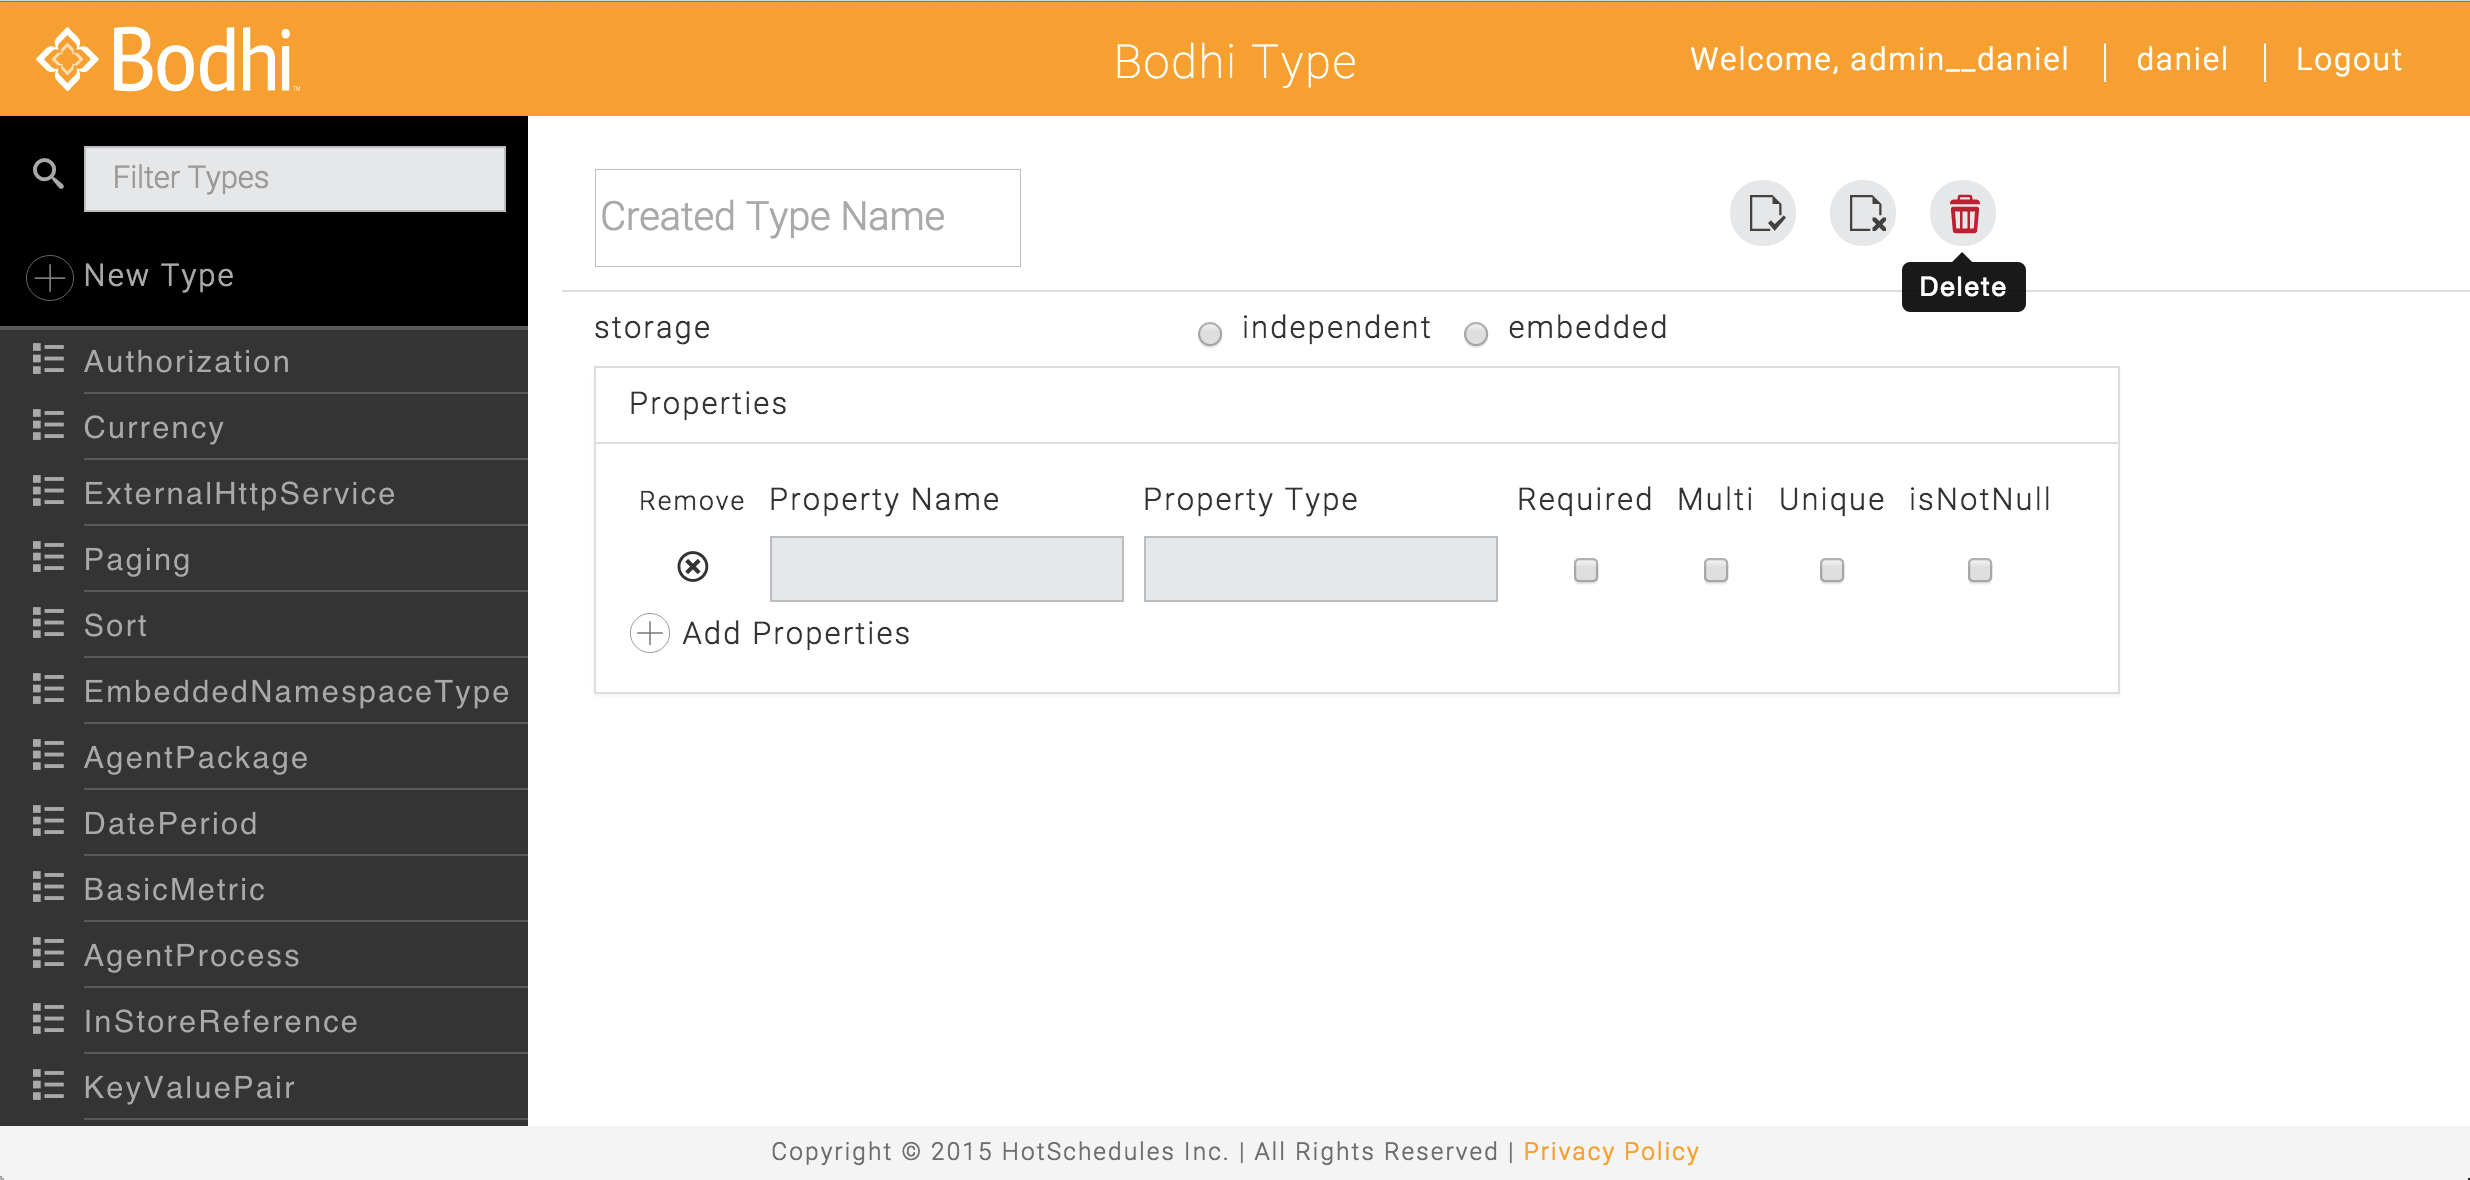 Bodhi™
Bodhi Type
Welcome, admin__daniel | daniel | Logout
Filter Types
New Type
Authorization
Currency
ExternalHttpService
Paging
Sort
EmbeddedNamespaceType
AgentPackage
DatePeriod
BasicMetric
AgentProcess
InStoreReference
KeyValuePair
Created Type Name
Delete
storage independent embedded
Properties
Remove Property Name Property Type Required Multi Unique isNotNull
Add Properties
Copyright © 2015 HotSchedules Inc. | All Rights Reserved | Privacy Policy